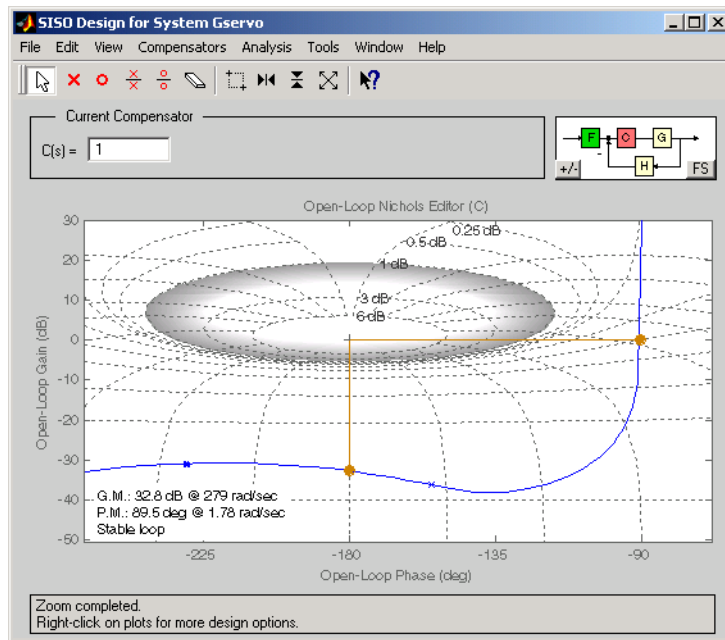 SISO Design for System Gservo
File Edit View Compensators Analysis Tools Window Help
Current Compensator
C(s) = 1
F C G
H
+/- FS
Open-Loop Nichols Editor (C)
30
20
10
0
-10
-20
-30
-40
-50
Open-Loop Gain (dB)
0.25 dB
0.5 dB
1 dB
3 dB
6 dB
G.M.: 32.8 dB @ 279 rad/sec
P.M.: 89.5 deg @ 1.78 rad/sec
Stable loop
-225 -180 -135 -90
Open-Loop Phase (deg)
Zoom completed.
Right-click on plots for more design options.